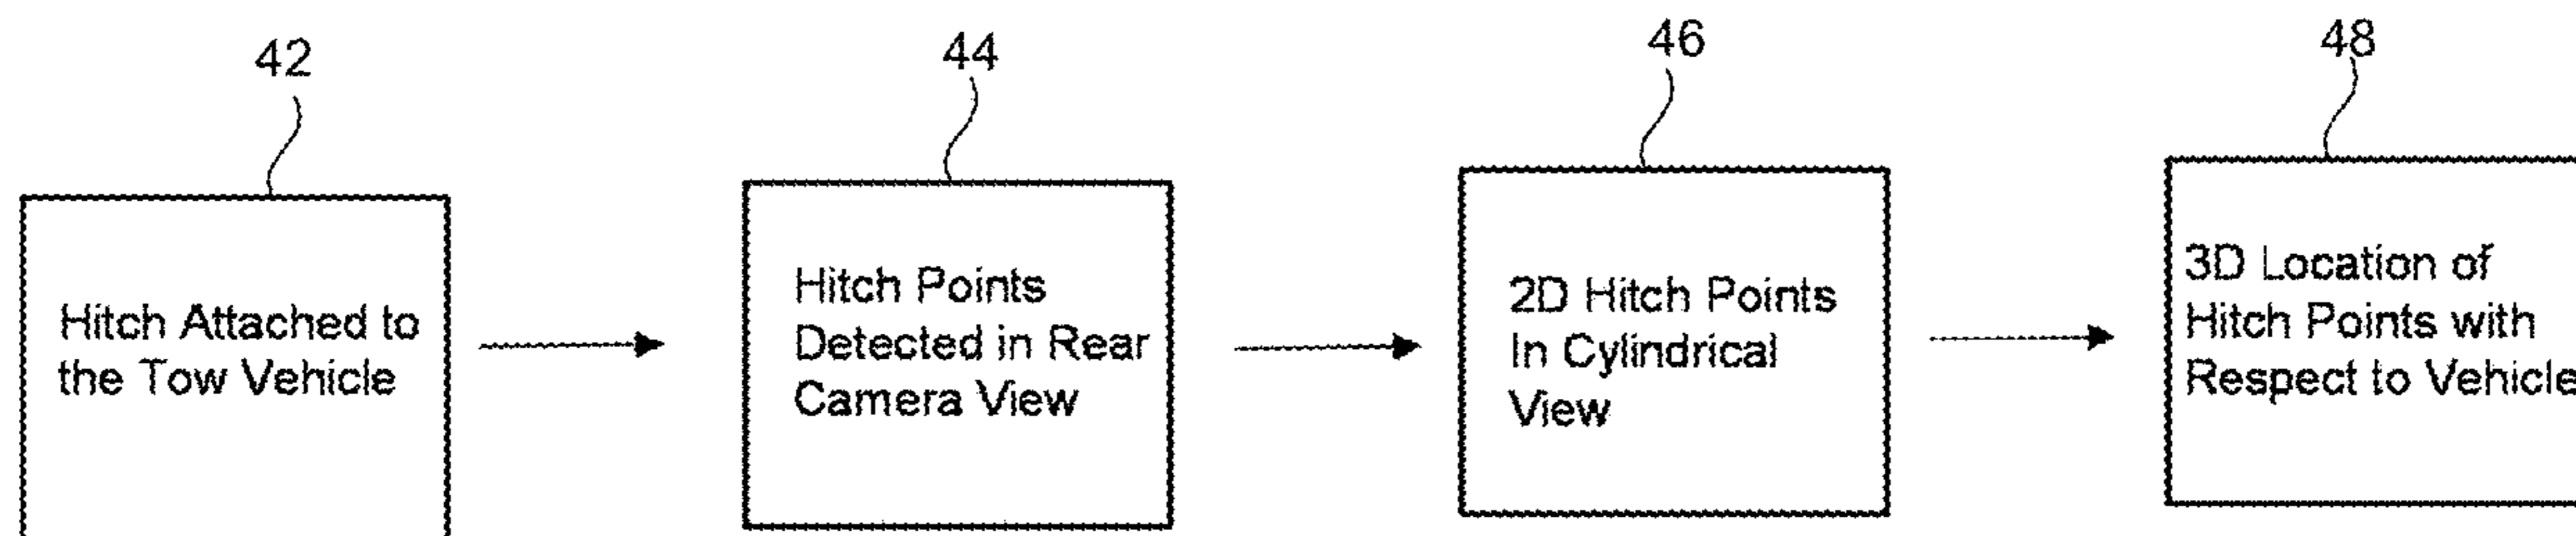 42
44
46
48
Hitch Attached to
the Tow Vehicle
Hitch Points
Detected in Rear
Camera View
2D Hitch Points
In Cylindrical
View
3D Location of
Hitch Points with
Respect to Vehicle